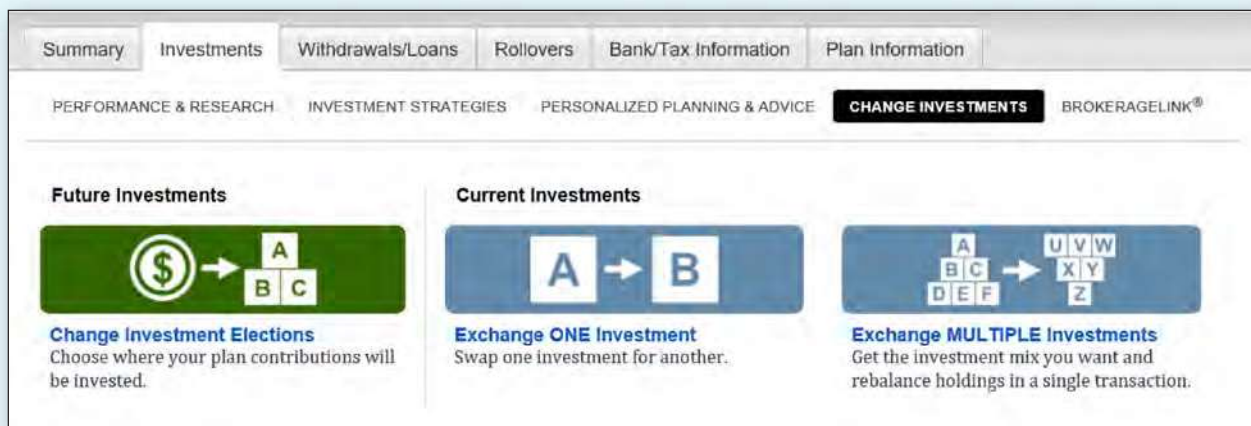 Summary Investments Withdrawals/Loans Rollovers Bank/Tax Information Plan Information
PERFORMANCE & RESEARCH INVESTMENT STRATEGIES PERSONALIZED PLANNING & ADVICE CHANGE INVESTMENTS BROKERAGELINK®
Future Investments
$ A
B C
Change Investment Elections
Choose where your plan contributions will
be invested.
Current Investments
A B
Exchange ONE Investment
Swap one investment for another.
A U V W
B C X Y
D E F Z
Exchange MULTIPLE Investments
Get the investment mix you want and
rebalance holdings in a single transaction.